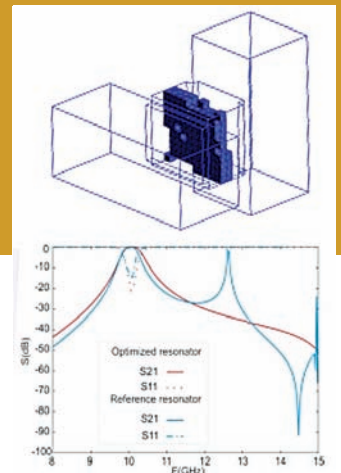 0
-10
-20
-30
-40
-50
-60
-70
-80
-90
-100
S(dB)
Optimized resonator
S21
S11
Reference resonator
S21
S11
8 9 10 11 12 13 14 15
F(GHz)